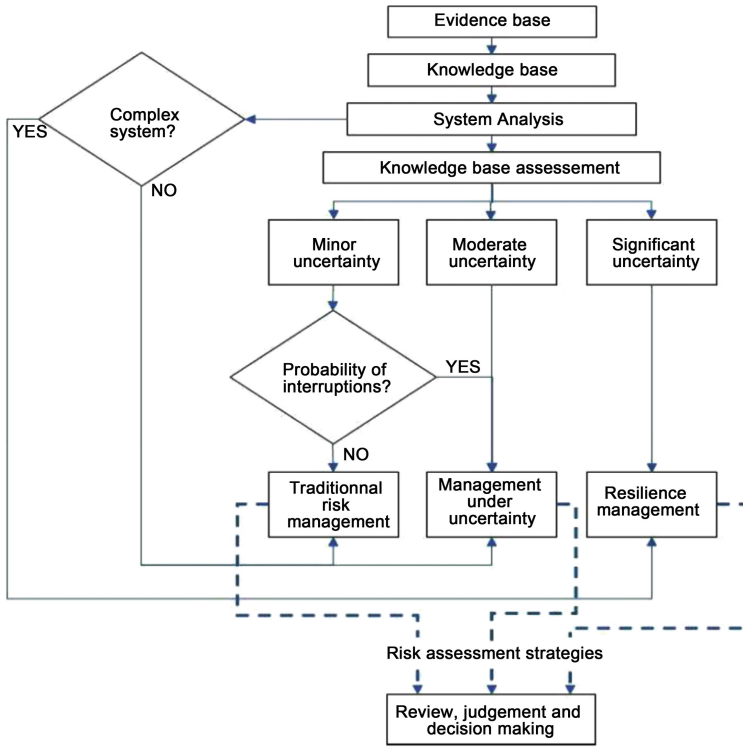 Evidence base
Knowledge base
System Analysis
Complex
system?
YES
NO
Knowledge base assessement
Minor
uncertainty
Moderate
uncertainty
Significant
uncertainty
Probability of
interruptions?
YES
NO
Traditionnal
risk
management
Management
under
uncertainty
Resilience
management
Risk assessment strategies
Review, judgement and
decision making